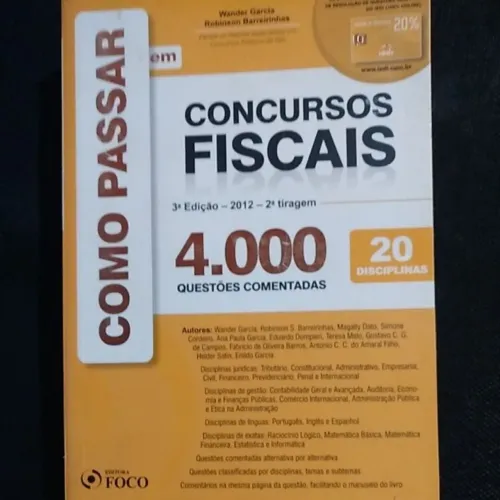 Wander Garcia
Robinson Barreirinhas
20%
COMO PASSAR
em
CONCURSOS
FISCAIS
3ª Edição – 2012 – 2ª tiragem
4.000
QUESTÕES COMENTADAS
20
DISCIPLINAS
Autores: Wander Garcia, Robinson S. Barreirinhas, Magally Dato, Simone
Cordeiro, Ana Paula Garcia, Eduardo Dompieri, Teresa Melo, Gustavo C. G.
de Campos, Fabrício de Oliveira Barros, Antonio C. C. do Amaral Filho,
Helder Satin, Enildo Garcia
Disciplinas jurídicas: Tributário, Constitucional, Administrativo, Empresarial,
Civil, Financeiro, Previdenciário, Penal e Internacional
Disciplinas de gestão: Contabilidade Geral e Avançada, Auditoria, Econo-
mia e Finanças Públicas, Comércio Internacional, Administração Pública
e Ética na Administração
Disciplinas de línguas: Português, Inglês e Espanhol
Disciplinas de exatas: Raciocínio Lógico, Matemática Básica, Matemática
Financeira, Estatística e Informática
Questões comentadas alternativa por alternativa
Questões classificadas por disciplinas, temas e subtemas
Comentários na mesma página da questão, facilitando o manuseio do livro
EDITORA
FOCO